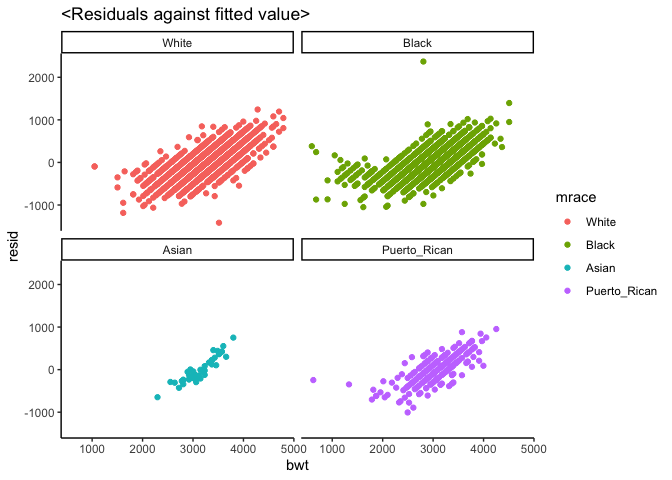 <Residuals against fitted value>
White
Black
2000
1000
0
-1000
resid
Asian
Puerto_Rican
2000
1000
0
-1000
1000 2000 3000 4000 5000 1000 2000 3000 4000 5000
bwt
mrace
White
Black
Asian
Puerto_Rican